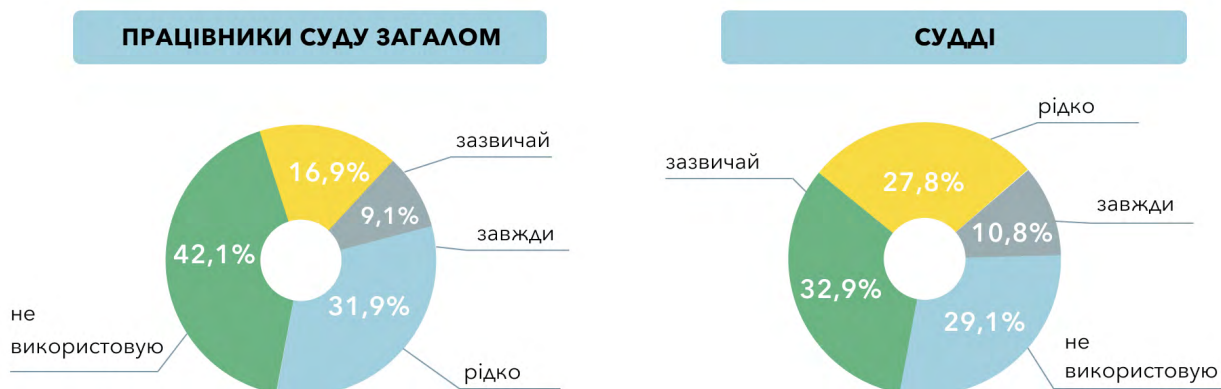 ПРАЦІВНИКИ СУДУ ЗАГАЛОМ
зазвичай
16,9%
9,1%
завжди
42,1%
31,9%
не
використовую
рідко
СУДДІ
рідко
зазвичай
27,8%
завжди
10,8%
32,9%
29,1%
не
використовую